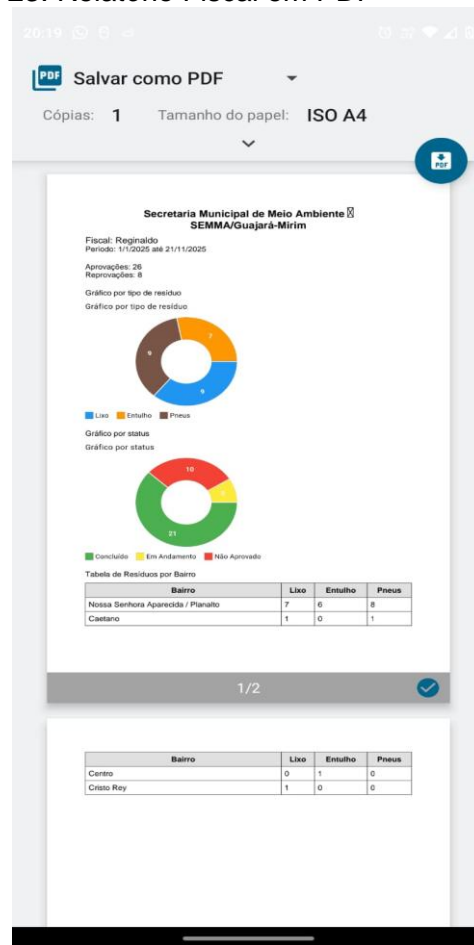 20:19
PDF Salvar como PDF
Cópias: 1 Tamanho do papel: ISO A4
PDF
Secretaria Municipal de Meio Ambiente
SEMMA/Guajará-Mirim
Fiscal: Reginaldo
Período: 1/1/2025 até 21/11/2025
Aprovações: 26
Reprovações: 8
Gráfico por tipo de resíduo
Gráfico por tipo de resíduo
7
9
9
Lixo Entulho Pneus
Gráfico por status
Gráfico por status
10
21
Concluído Em Andamento Não Aprovado
Tabela de Resíduos por Bairro
Bairro Lixo Entulho Pneus
Nossa Senhora Aparecida / Planalto 7 6 8
Caetano 1 0 1
1/2
Bairro Lixo Entulho Pneus
Centro 0 1 0
Cristo Rey 1 0 0